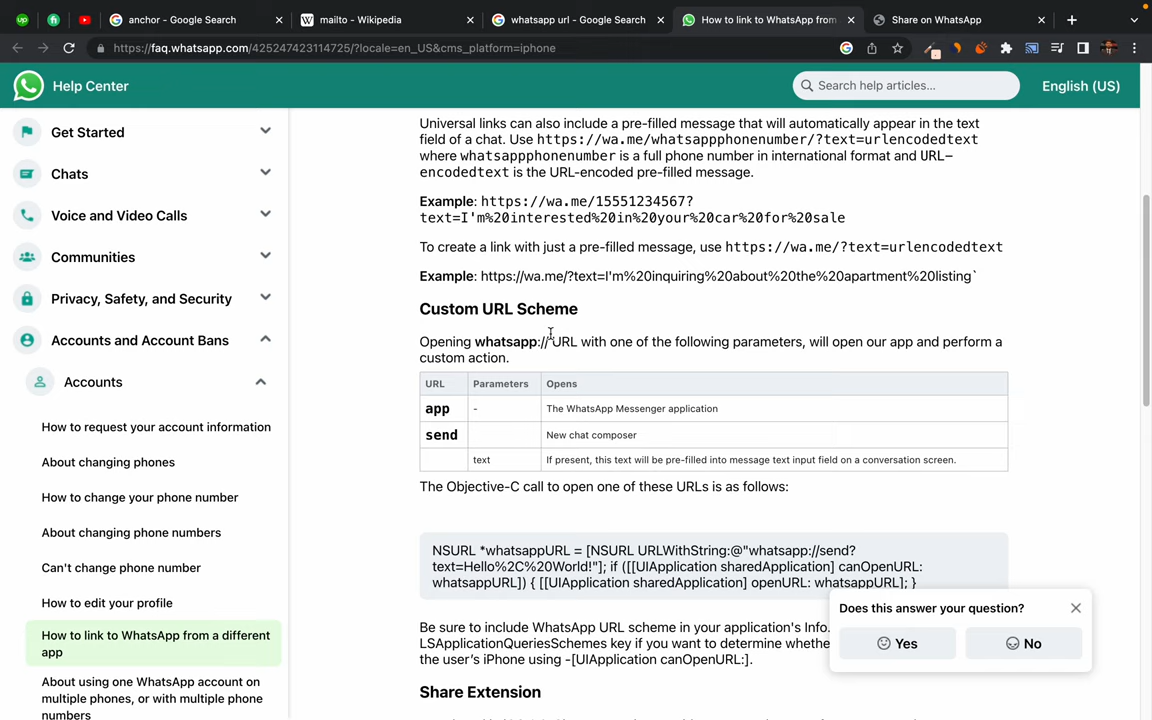 anchor - Google Search
mailto - Wikipedia
whatsapp url - Google Search
How to link to WhatsApp from
Share on WhatsApp
https://faq.whatsapp.com/425247423114725/?locale=en_US&cms_platform=iphone
Help Center
Search help articles...
English (US)
Get Started
Chats
Voice and Video Calls
Communities
Privacy, Safety, and Security
Accounts and Account Bans
Accounts
How to request your account information
About changing phones
How to change your phone number
About changing phone numbers
Can't change phone number
How to edit your profile
How to link to WhatsApp from a different
app
About using one WhatsApp account on
multiple phones, or with multiple phone
numbers
Universal links can also include a pre-filled message that will automatically appear in the text
field of a chat. Use https://wa.me/whatsappphonenumber/?text=urlencodedtext
where whatsappphonenumber is a full phone number in international format and URL-
encodedtext is the URL-encoded pre-filled message.
Example: https://wa.me/15551234567?
text=I'm%20interested%20in%20your%20car%20for%20sale
To create a link with just a pre-filled message, use https://wa.me/?text=urlencodedtext
Example: https://wa.me/?text=I'm%20inquiring%20about%20the%20apartment%20listing`
Custom URL Scheme
Opening whatsapp:// URL with one of the following parameters, will open our app and perform a
custom action.
URL Parameters Opens
app - The WhatsApp Messenger application
send New chat composer
text If present, this text will be pre-filled into message text input field on a conversation screen.
The Objective-C call to open one of these URLs is as follows:
NSURL *whatsappURL = [NSURL URLWithString:@"whatsapp://send?
text=Hello%2C%20World!"]; if ([[UIApplication sharedApplication] canOpenURL:
whatsappURL]) { [[UIApplication sharedApplication] openURL: whatsappURL]; }
Be sure to include WhatsApp URL scheme in your application's Info.
LSApplicationQueriesSchemes key if you want to determine whethe
the user's iPhone using -[UIApplication canOpenURL:].
Share Extension
Does this answer your question?
Yes
No